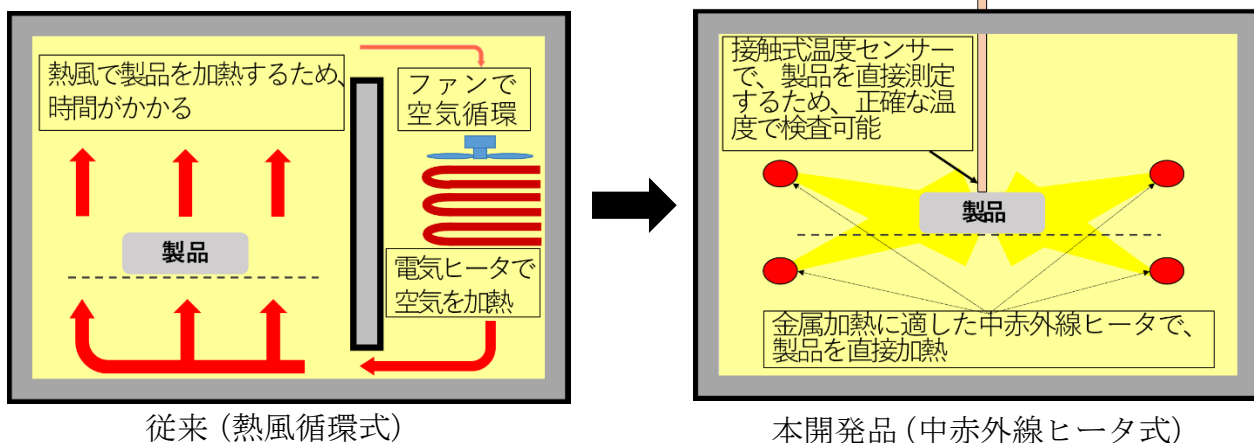 熱風で製品を加熱するため、
時間がかかる
ファンで
空気循環
製品
電気ヒータで
空気を加熱
従来(熱風循環式)
接触式温度センサー
で、製品を直接測定
するため、正確な温
度で検査可能
製品
金属加熱に適した中赤外線ヒータで、
製品を直接加熱
本開発品(中赤外線ヒータ式)